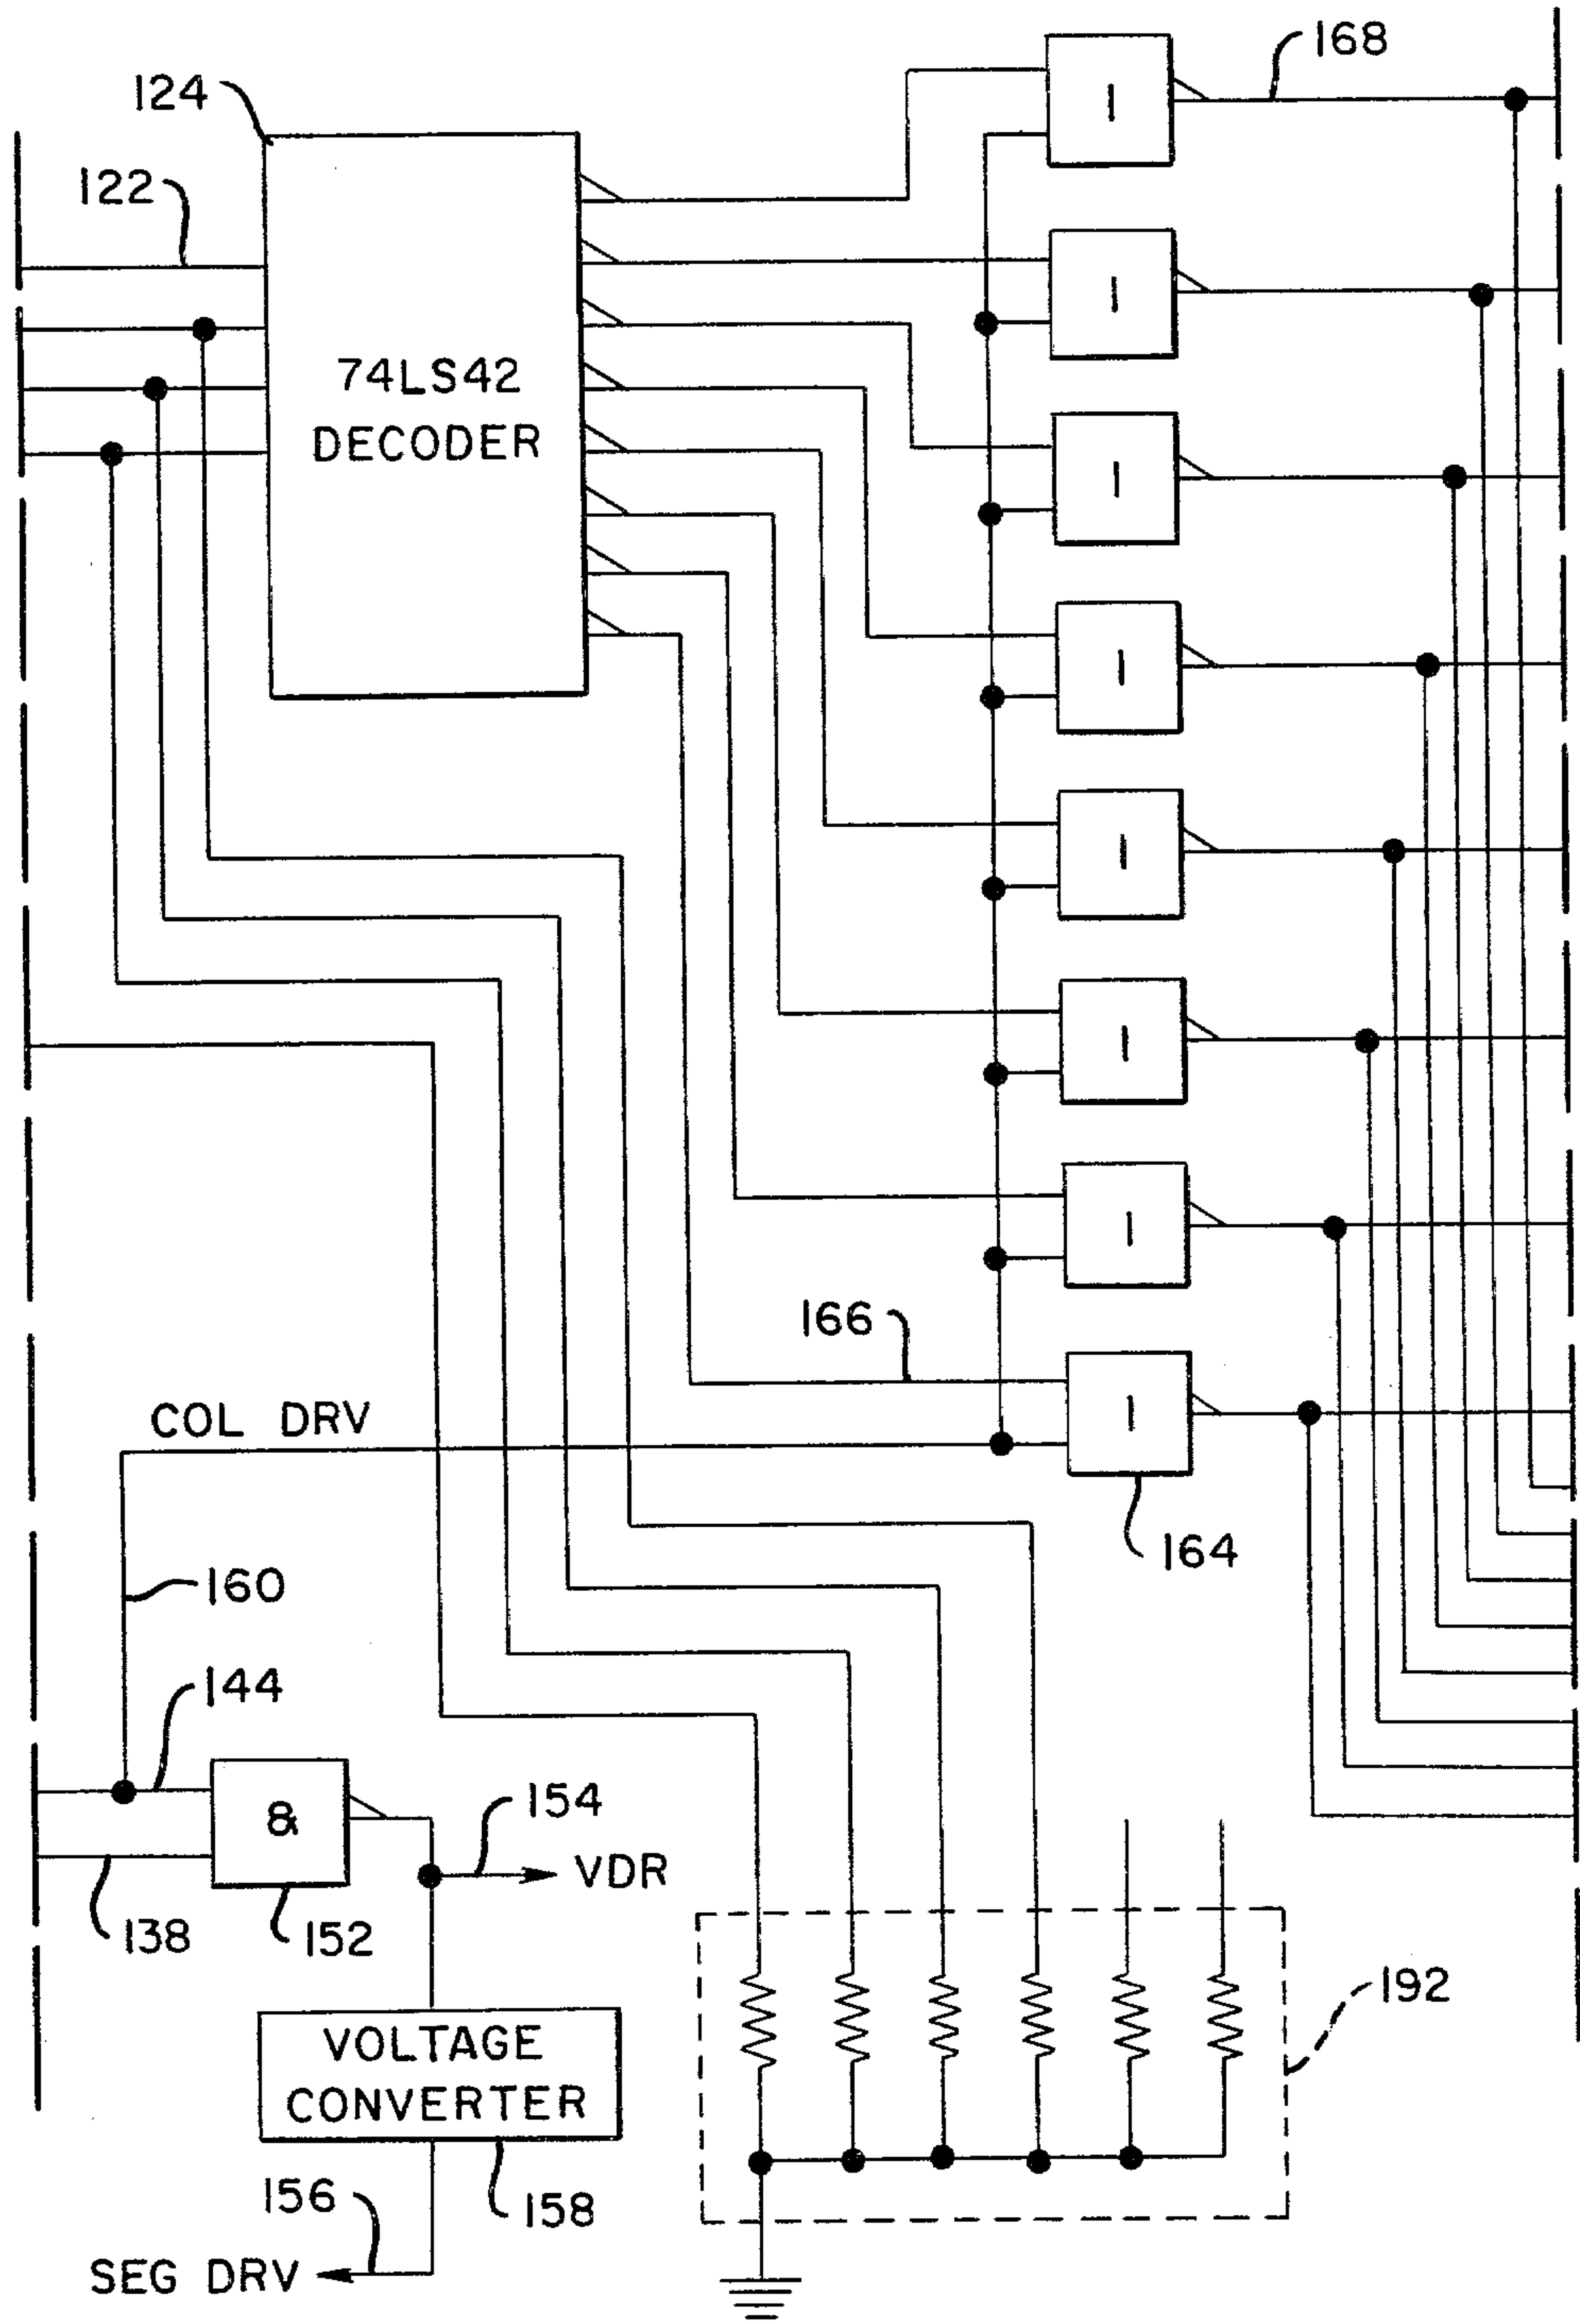 168
124
122
74LS42
DECODER
I
I
I
I
I
I
I
I
166
COL DRV
164
160
144
&
154
VDR
138
152
192
VOLTAGE
CONVERTER
156
158
SEG DRV